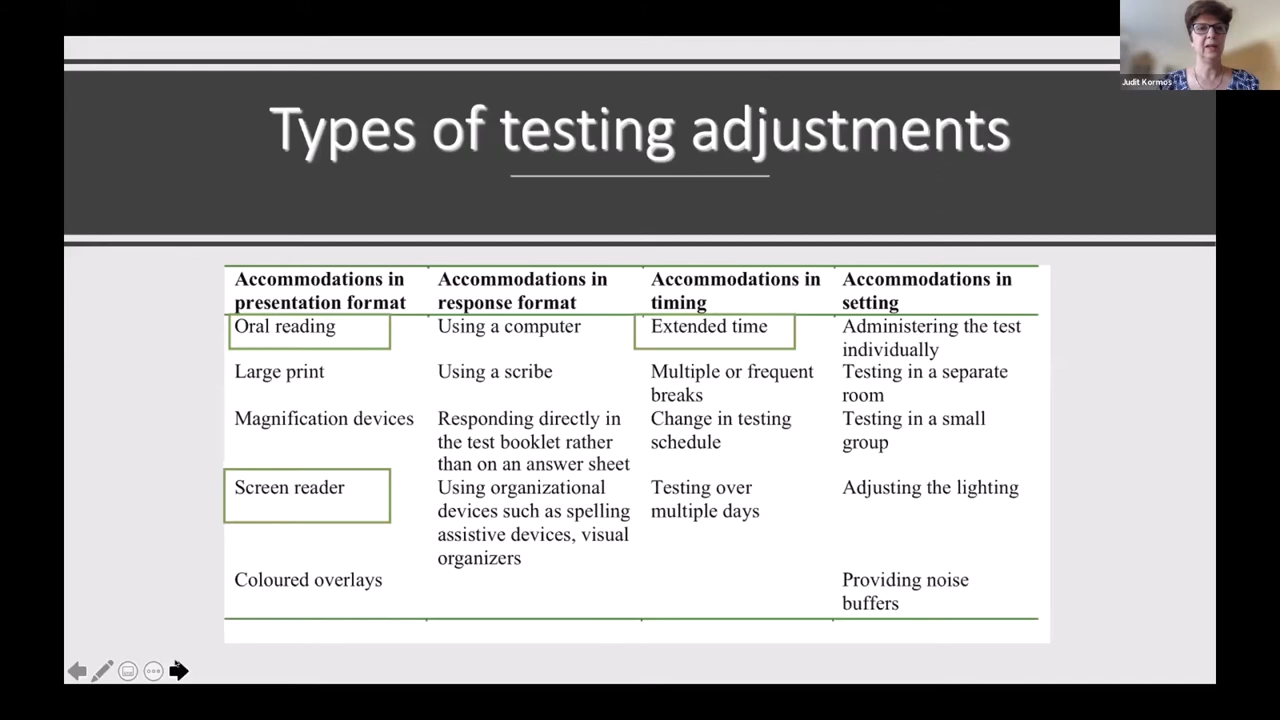 Judit Kormos
Types of testing adjustments
Accommodations in presentation format
Accommodations in response format
Accommodations in timing
Accommodations in setting
Oral reading
Using a computer
Extended time
Administering the test individually
Large print
Using a scribe
Multiple or frequent breaks
Testing in a separate room
Magnification devices
Responding directly in the test booklet rather than on an answer sheet
Change in testing schedule
Testing in a small group
Screen reader
Using organizational devices such as spelling assistive devices, visual organizers
Testing over multiple days
Adjusting the lighting
Coloured overlays
Providing noise buffers